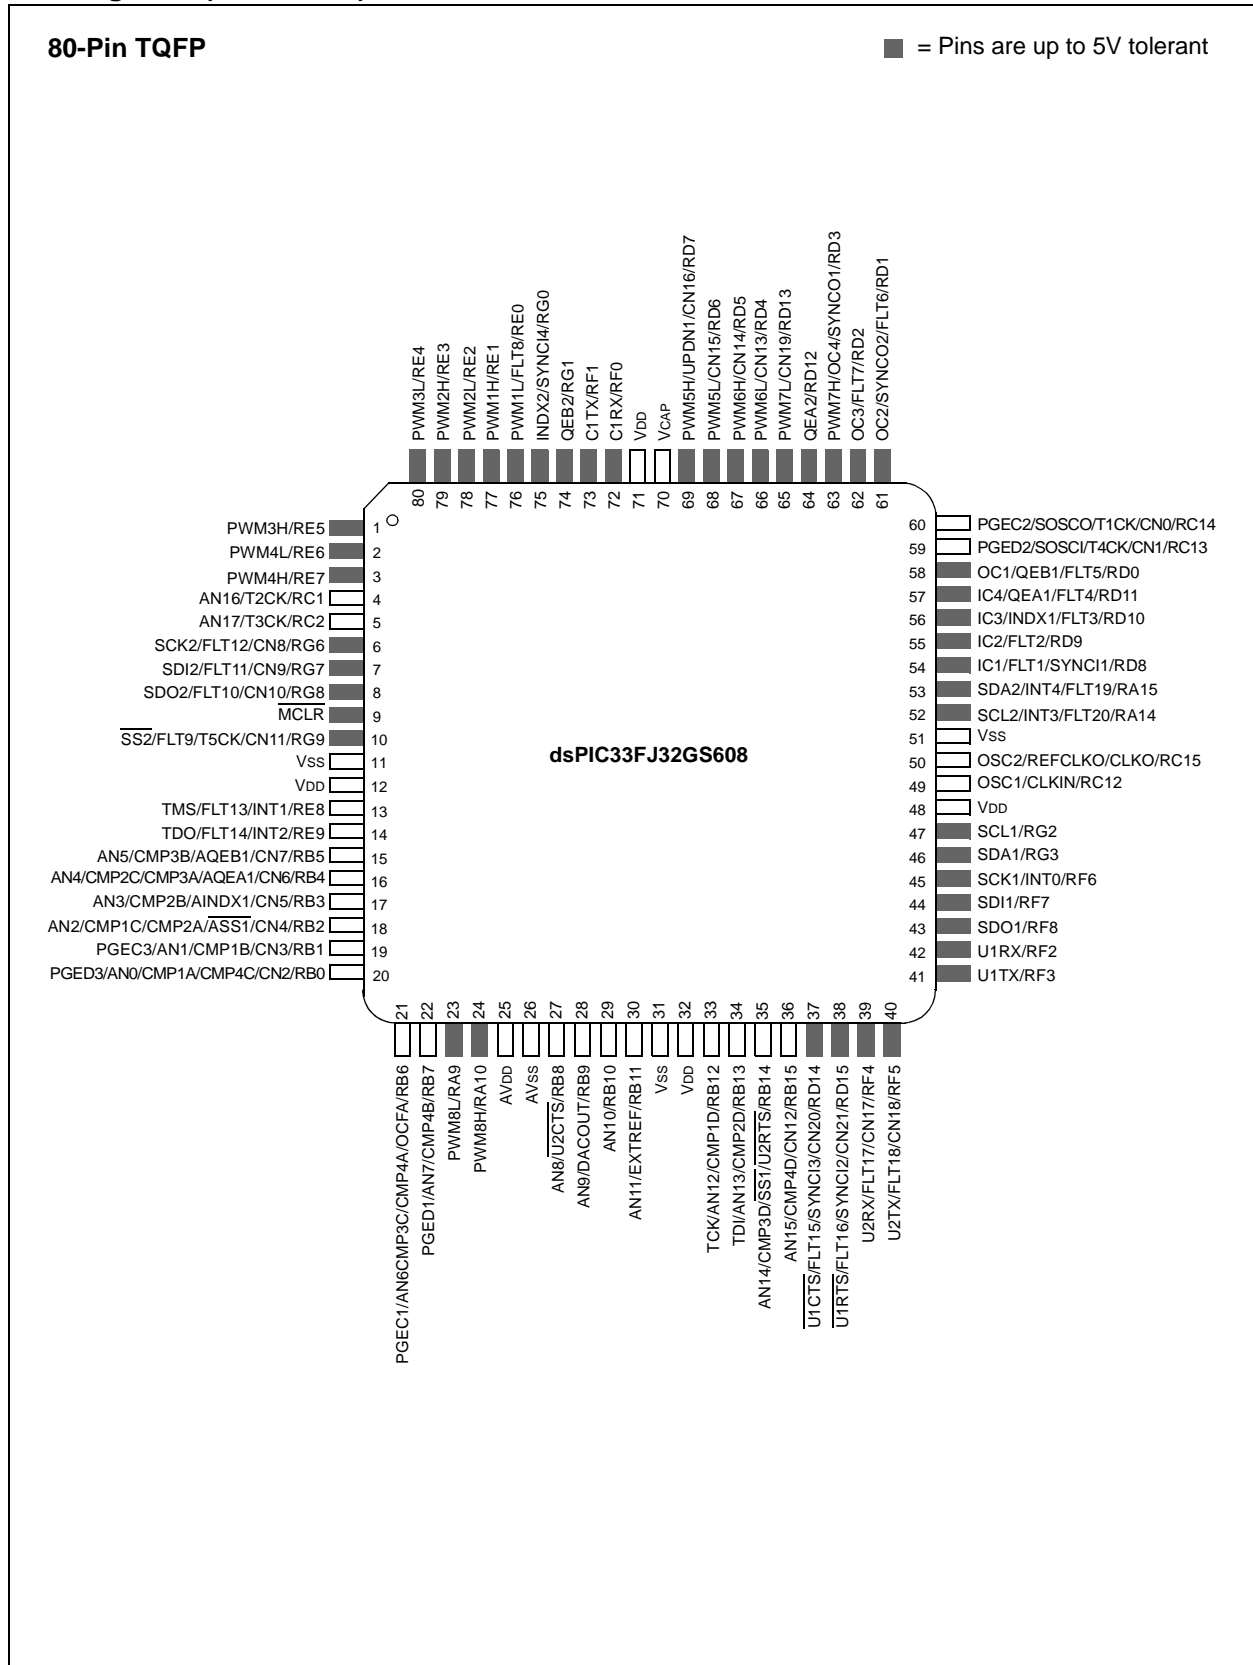 80-Pin TQFP
= Pins are up to 5V tolerant
PWM3L/RE4
PWM2H/RE3
PWM2L/RE2
PWM1H/RE1
PWM1L/FLT8/RE0
INDX2/SYNCI4/RG0
QEB2/RG1
C1TX/RF1
C1RX/RF0
VDD
VCAP
PWM5H/UPDN1/CN16/RD7
PWM5L/CN15/RD6
PWM6H/CN14/RD5
PWM6L/CN13/RD4
PWM7L/CN19/RD13
QEA2/RD12
PWM7H/OC4/SYNCO1/RD3
OC3/FLT7/RD2
OC2/SYNCO2/FLT6/RD1
80 79 78 77 76 75 74 73 72 71 70 69 68 67 66 65 64 63 62 61
PWM3H/RE5 1
PWM4L/RE6 2
PWM4H/RE7 3
AN16/T2CK/RC1 4
AN17/T3CK/RC2 5
SCK2/FLT12/CN8/RG6 6
SDI2/FLT11/CN9/RG7 7
SDO2/FLT10/CN10/RG8 8
MCLR 9
SS2/FLT9/T5CK/CN11/RG9 10
VSS 11
VDD 12
TMS/FLT13/INT1/RE8 13
TDO/FLT14/INT2/RE9 14
AN5/CMP3B/AQEB1/CN7/RB5 15
AN4/CMP2C/CMP3A/AQEA1/CN6/RB4 16
AN3/CMP2B/AINDX1/CN5/RB3 17
AN2/CMP1C/CMP2A/ASS1/CN4/RB2 18
PGEC3/AN1/CMP1B/CN3/RB1 19
PGED3/AN0/CMP1A/CMP4C/CN2/RB0 20
dsPIC33FJ32GS608
60 PGEC2/SOSCO/T1CK/CN0/RC14
59 PGED2/SOSCI/T4CK/CN1/RC13
58 OC1/QEB1/FLT5/RD0
57 IC4/QEA1/FLT4/RD11
56 IC3/INDX1/FLT3/RD10
55 IC2/FLT2/RD9
54 IC1/FLT1/SYNCI1/RD8
53 SDA2/INT4/FLT19/RA15
52 SCL2/INT3/FLT20/RA14
51 VSS
50 OSC2/REFCLKO/CLKO/RC15
49 OSC1/CLKIN/RC12
48 VDD
47 SCL1/RG2
46 SDA1/RG3
45 SCK1/INT0/RF6
44 SDI1/RF7
43 SDO1/RF8
42 U1RX/RF2
41 U1TX/RF3
21 22 23 24 25 26 27 28 29 30 31 32 33 34 35 36 37 38 39 40
PGEC1/AN6CMP3C/CMP4A/OCFA/RB6
PGED1/AN7/CMP4B/RB7
PWM8L/RA9
PWM8H/RA10
AVDD
AVSS
AN8/U2CTS/RB8
AN9/DACOUT/RB9
AN10/RB10
AN11/EXTREF/RB11
VSS
VDD
TCK/AN12/CMP1D/RB12
TDI/AN13/CMP2D/RB13
AN14/CMP3D/SS1/U2RTS/RB14
AN15/CMP4D/CN12/RB15
U1CTS/FLT15/SYNCI3/CN20/RD14
U1RTS/FLT16/SYNCI2/CN21/RD15
U2RX/FLT17/CN17/RF4
U2TX/FLT18/CN18/RF5